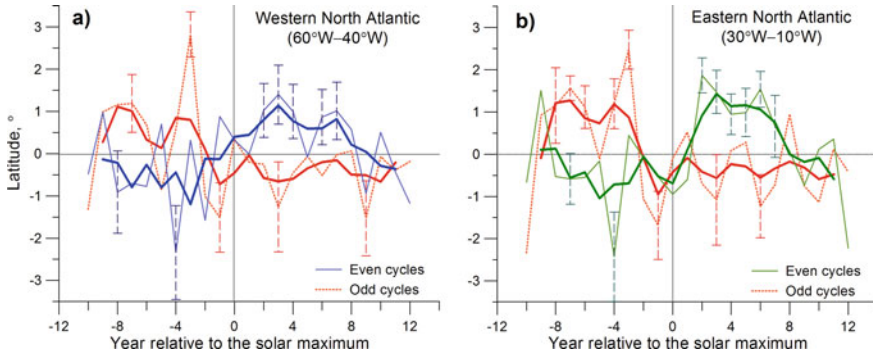 a)
Western North Atlantic
(60°W–40°W)
Latitude, °
3
2
1
0
-1
-2
-3
Even cycles
Odd cycles
-12 -8 -4 0 4 8 12
Year relative to the solar maximum
b)
Eastern North Atlantic
(30°W–10°W)
3
2
1
0
-1
-2
-3
Even cycles
Odd cycles
-12 -8 -4 0 4 8 12
Year relative to the solar maximum